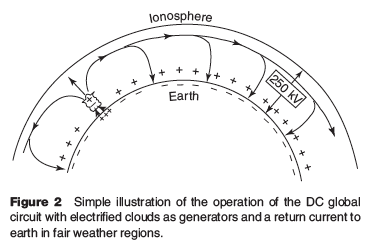 Ionosphere
250 kV
Earth
Figure 2 Simple illustration of the operation of the DC global
circuit with electrified clouds as generators and a return current to
earth in fair weather regions.